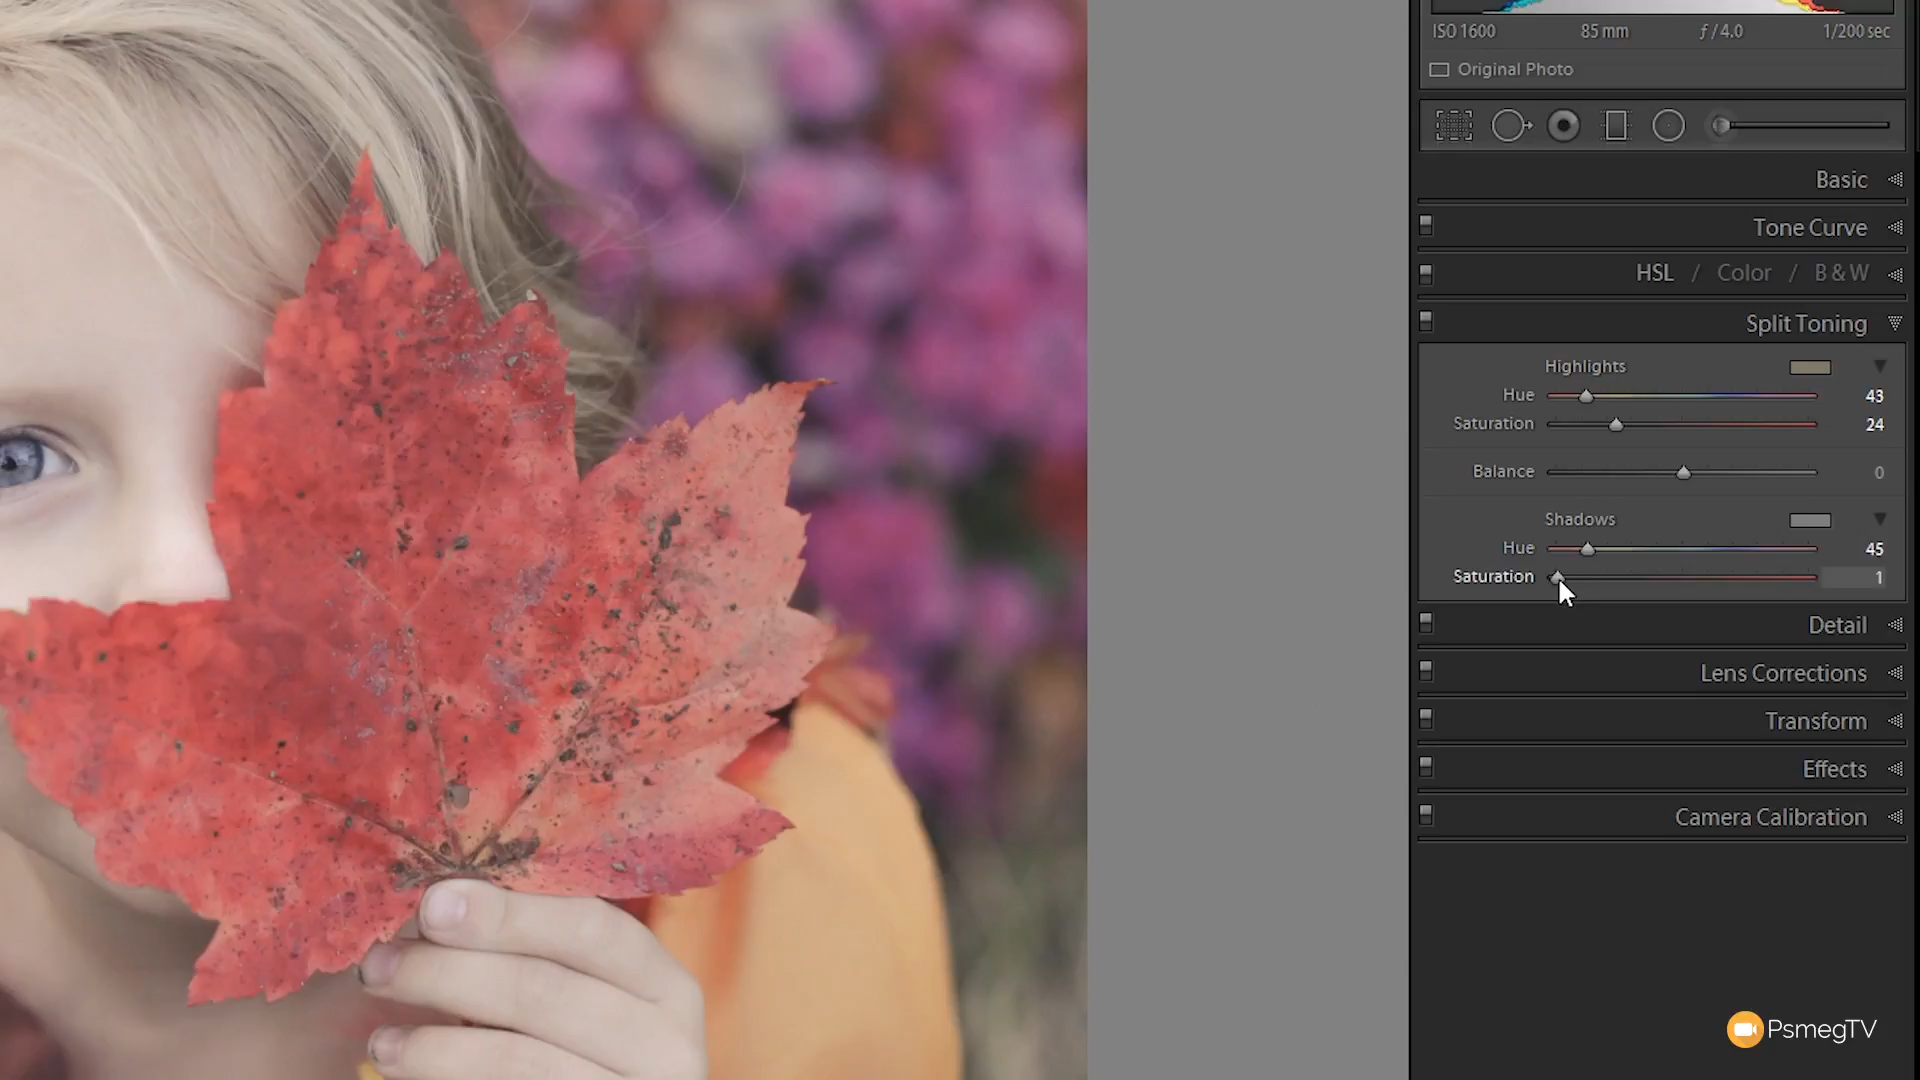 ISO 1600 85 mm ƒ / 4.0 1/200 sec
Original Photo
Basic
Tone Curve
HSL / Color / B & W
Split Toning
Highlights
Hue 43
Saturation 24
Balance 0
Shadows
Hue 45
Saturation 1
Detail
Lens Corrections
Transform
Effects
Camera Calibration
PsmegTV